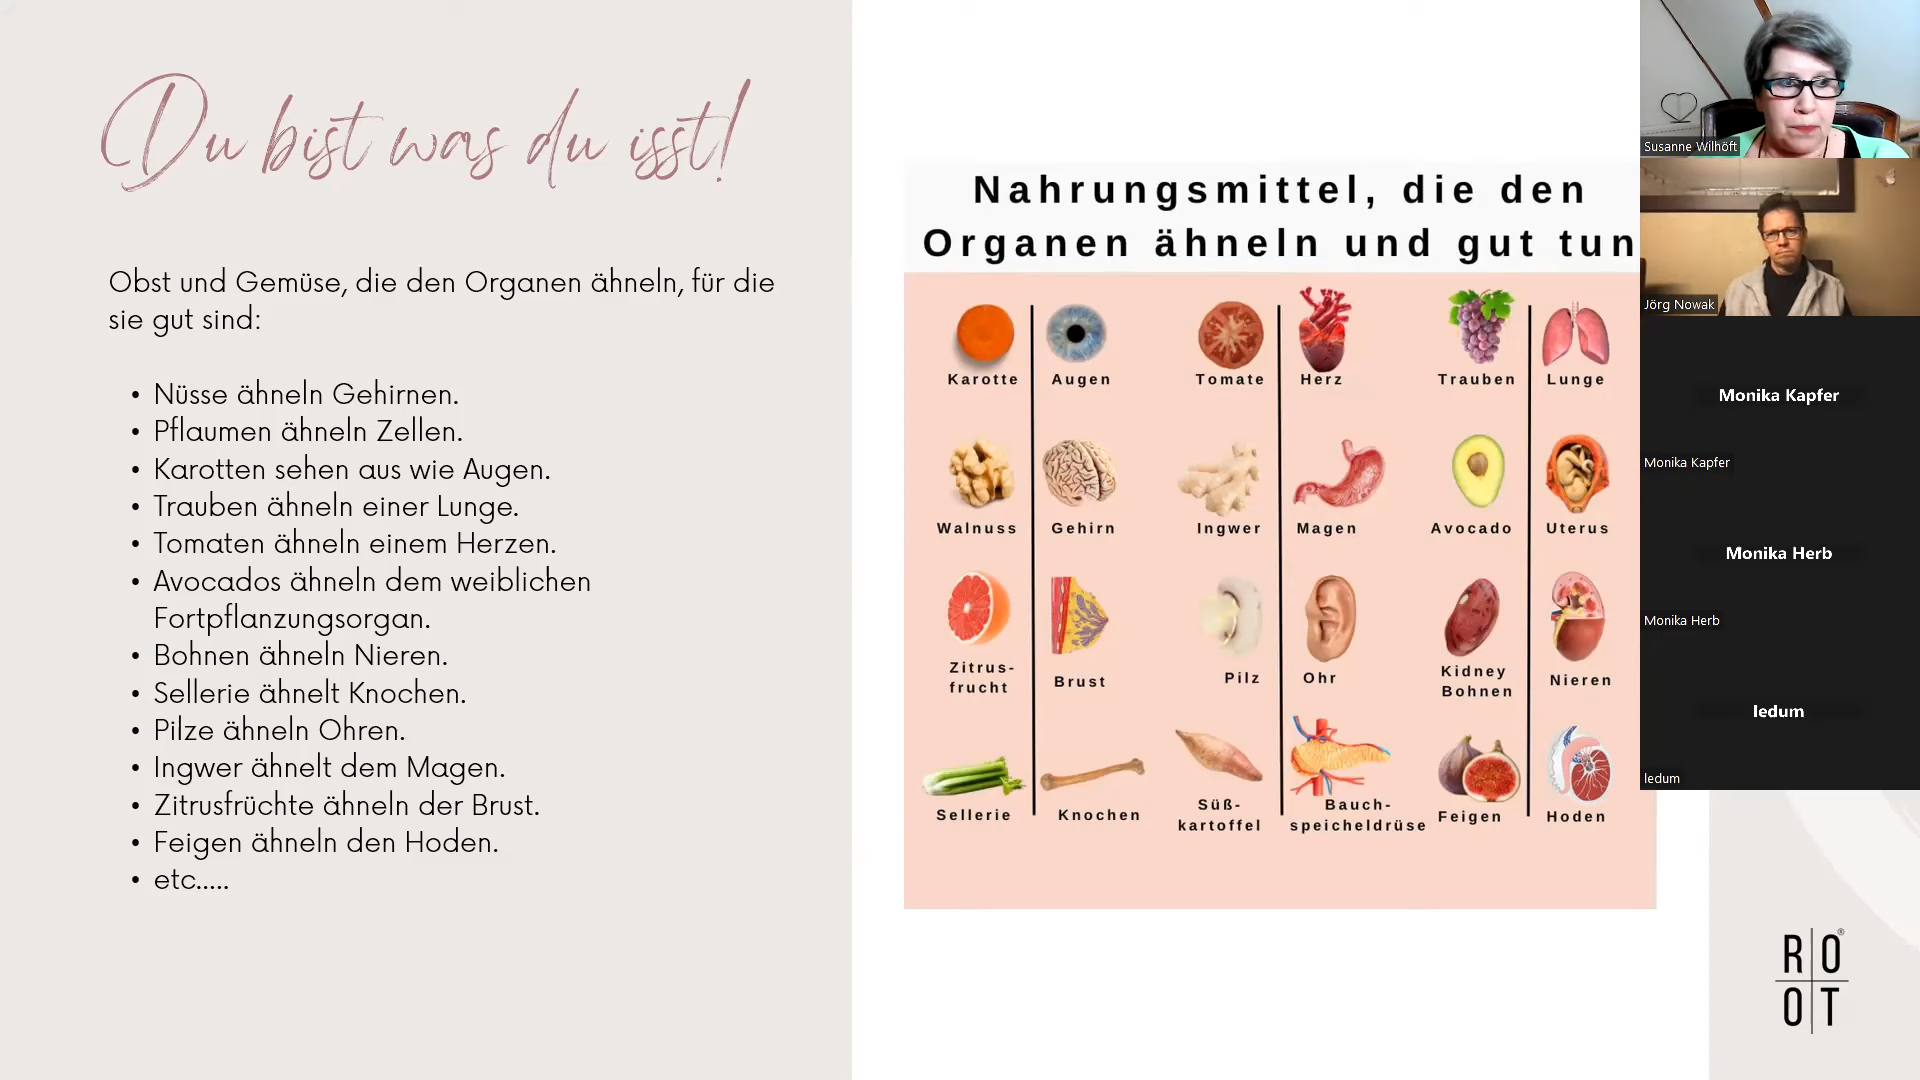 Du bist was du isst!
Obst und Gemüse, die den Organen ähneln, für die
sie gut sind:
• Nüsse ähneln Gehirnen.
• Pflaumen ähneln Zellen.
• Karotten sehen aus wie Augen.
• Trauben ähneln einer Lunge.
• Tomaten ähneln einem Herzen.
• Avocados ähneln dem weiblichen
Fortpflanzungsorgan.
• Bohnen ähneln Nieren.
• Sellerie ähnelt Knochen.
• Pilze ähneln Ohren.
• Ingwer ähnelt dem Magen.
• Zitrusfrüchte ähneln der Brust.
• Feigen ähneln den Hoden.
• etc.....
Nahrungsmittel, die den
Organen ähneln und gut tun
Karotte Augen Tomate Herz Trauben Lunge
Walnuss Gehirn Ingwer Magen Avocado Uterus
Zitrus-
frucht Brust Pilz Ohr Kidney
Bohnen Nieren
Sellerie Knochen Süß-
kartoffel Bauch-
speicheldrüse Feigen Hoden
Susanne Wilhöft
Jörg Nowak
Monika Kapfer
Monika Kapfer
Monika Herb
Monika Herb
ledum
ledum
RO®
OT